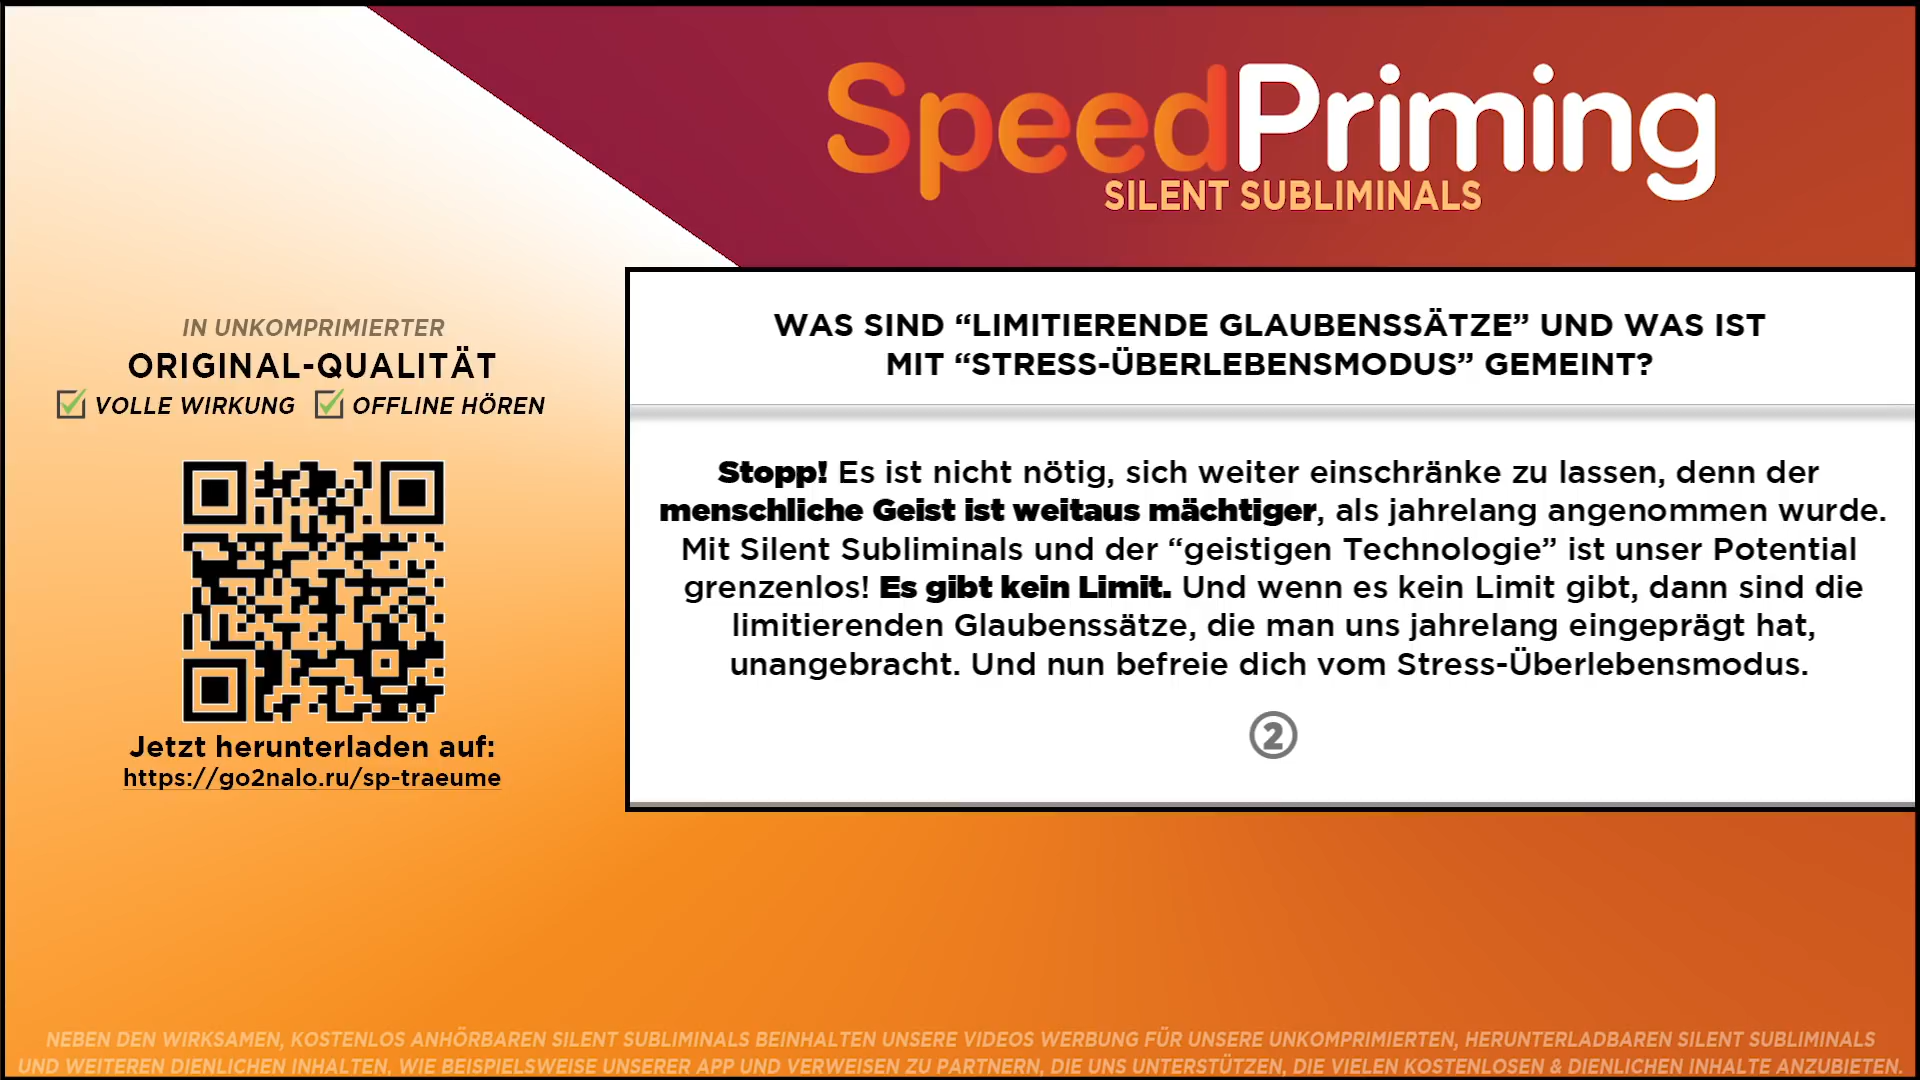 SpeedPriming
SILENT SUBLIMINALS
IN UNKOMPRIMIERTER
ORIGINAL-QUALITÄT
VOLLE WIRKUNG OFFLINE HÖREN
Jetzt herunterladen auf:
https://go2nalo.ru/sp-traeume
WAS SIND “LIMITIERENDE GLAUBENSSÄTZE” UND WAS IST
MIT “STRESS-ÜBERLEBENSMODUS” GEMEINT?
Stopp! Es ist nicht nötig, sich weiter einschränke zu lassen, denn der
menschliche Geist ist weitaus mächtiger, als jahrelang angenommen wurde.
Mit Silent Subliminals und der “geistigen Technologie” ist unser Potential
grenzenlos! Es gibt kein Limit. Und wenn es kein Limit gibt, dann sind die
limitierenden Glaubenssätze, die man uns jahrelang eingeprägt hat,
unangebracht. Und nun befreie dich vom Stress-Überlebensmodus.
2
NEBEN DEN WIRKSAMEN, KOSTENLOS ANHÖRBAREN SILENT SUBLIMINALS BEINHALTEN UNSERE VIDEOS WERBUNG FÜR UNSERE UNKOMPRIMIERTEN, HERUNTERLADBAREN SILENT SUBLIMINALS
UND WEITEREN DIENLICHEN INHALTEN, WIE BEISPIELSWEISE UNSERER APP UND VERWEISEN ZU PARTNERN, DIE UNS UNTERSTÜTZEN, DIE VIELEN KOSTENLOSEN & DIENLICHEN INHALTE ANZUBIETEN.